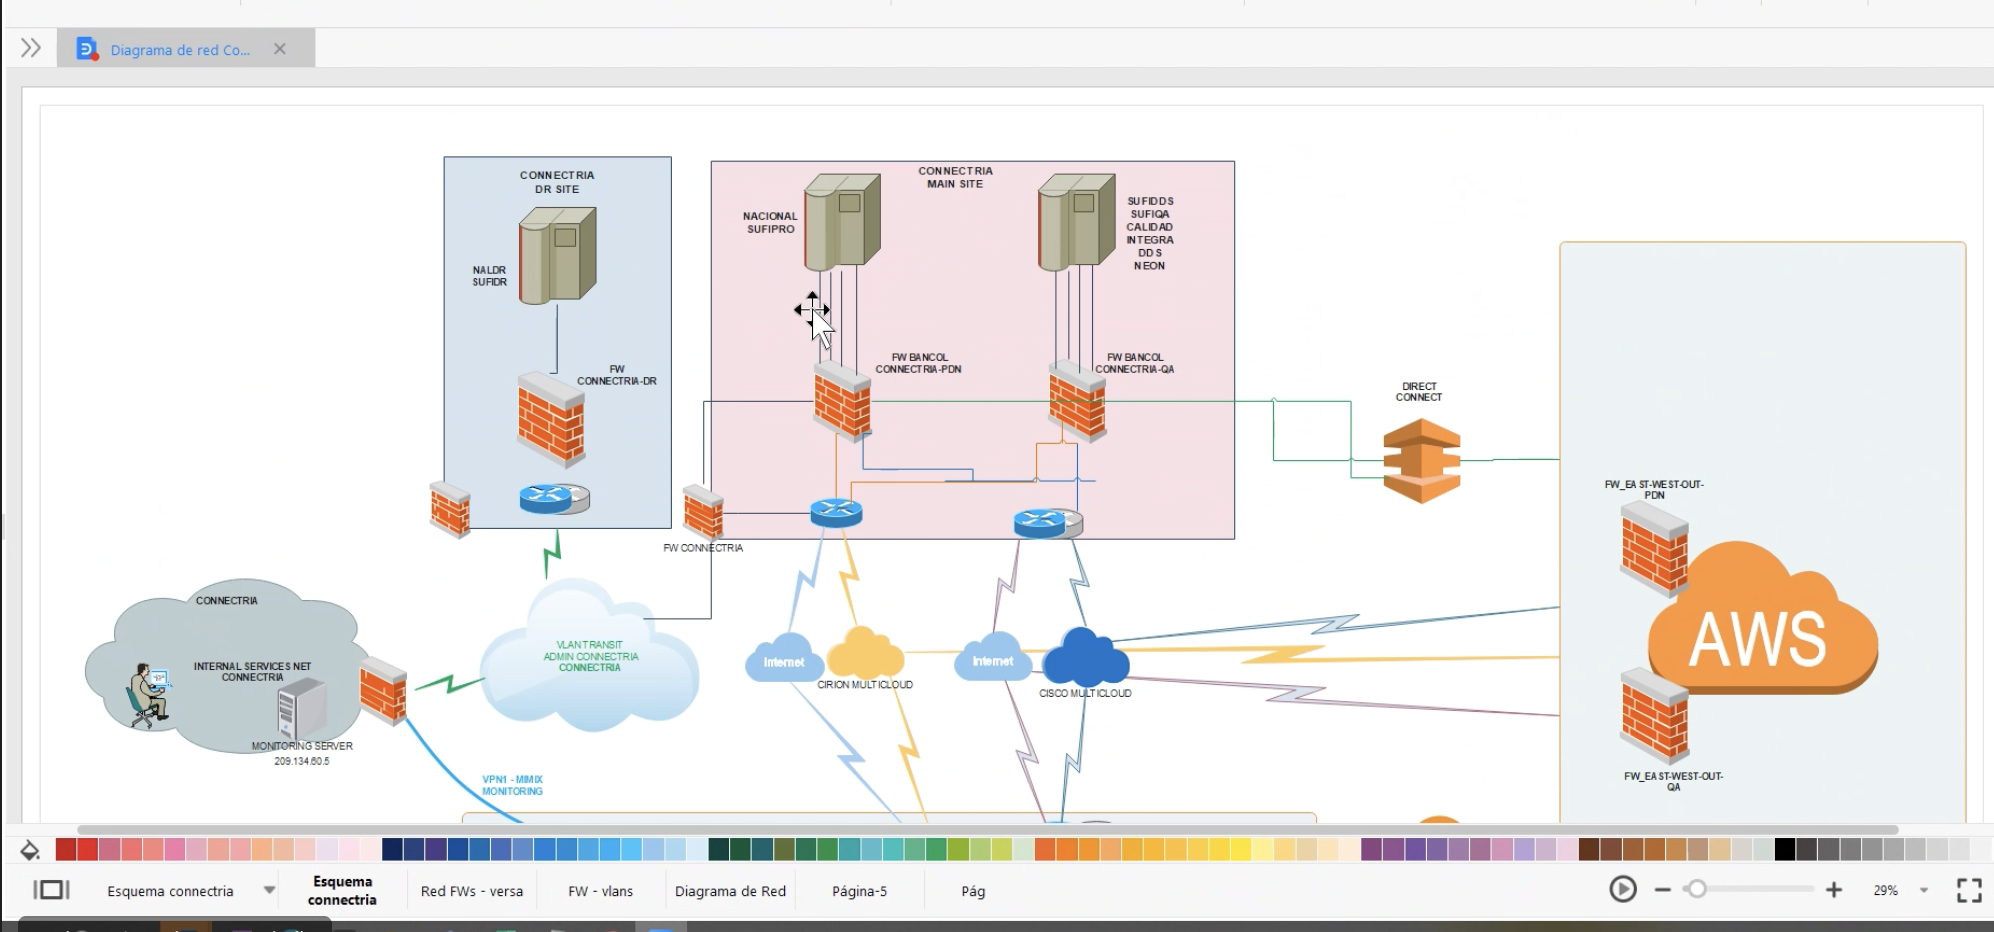 Diagrama de red Co...
CONNECTRIA
DR SITE
NALDR
SUFIDR
FW
CONNECTRIA-DR
CONNECTRIA
MAIN SITE
NACIONAL
SUFIPRO
SUFIDDS
SUFIQA
CALIDAD
INTEGRA
DDS
NEON
FW BANCOL
CONNECTRIA-PDN
FW BANCOL
CONNECTRIA-QA
DIRECT
CONNECT
FW CONNECTRIA
FW_EAST-WEST-OUT-
PDN
AWS
FW_EAST-WEST-OUT-
QA
CONNECTRIA
INTERNAL SERVICES NET
CONNECTRIA
MONITORING SERVER
209.134.60.5
VLAN TRANSIT
ADMIN CONNECTRIA
CONNECTRIA
Internet
CIRION MULTICLOUD
Internet
CISCO MULTICLOUD
VPN1 - MIMIX
MONITORING
Esquema connectria
Esquema
connectria
Red FWs - versa
FW - vlans
Diagrama de Red
Página-5
Pág
29%